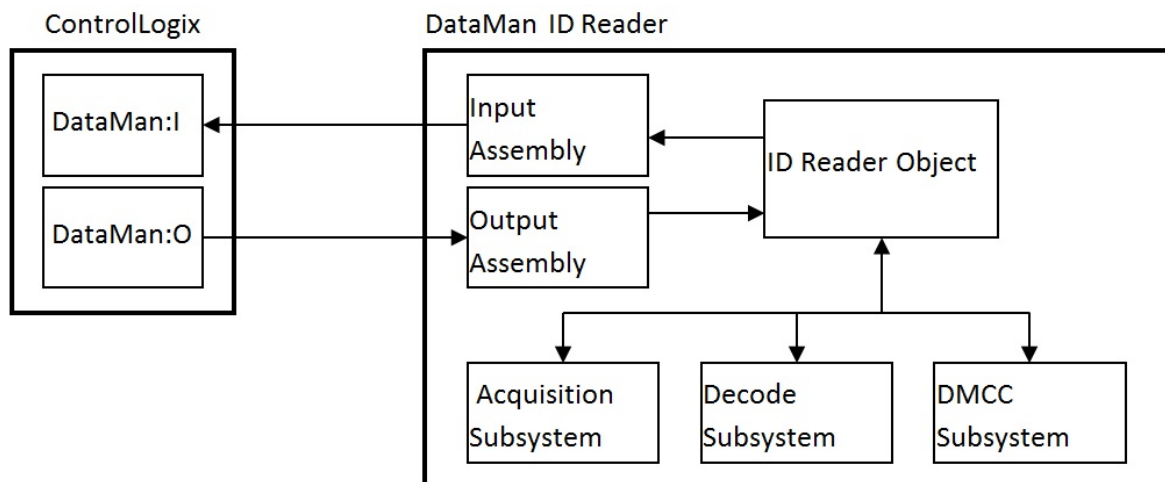 ControlLogix
DataMan ID Reader
DataMan:I
DataMan:O
Input
Assembly
Output
Assembly
ID Reader Object
Acquisition
Subsystem
Decode
Subsystem
DMCC
Subsystem